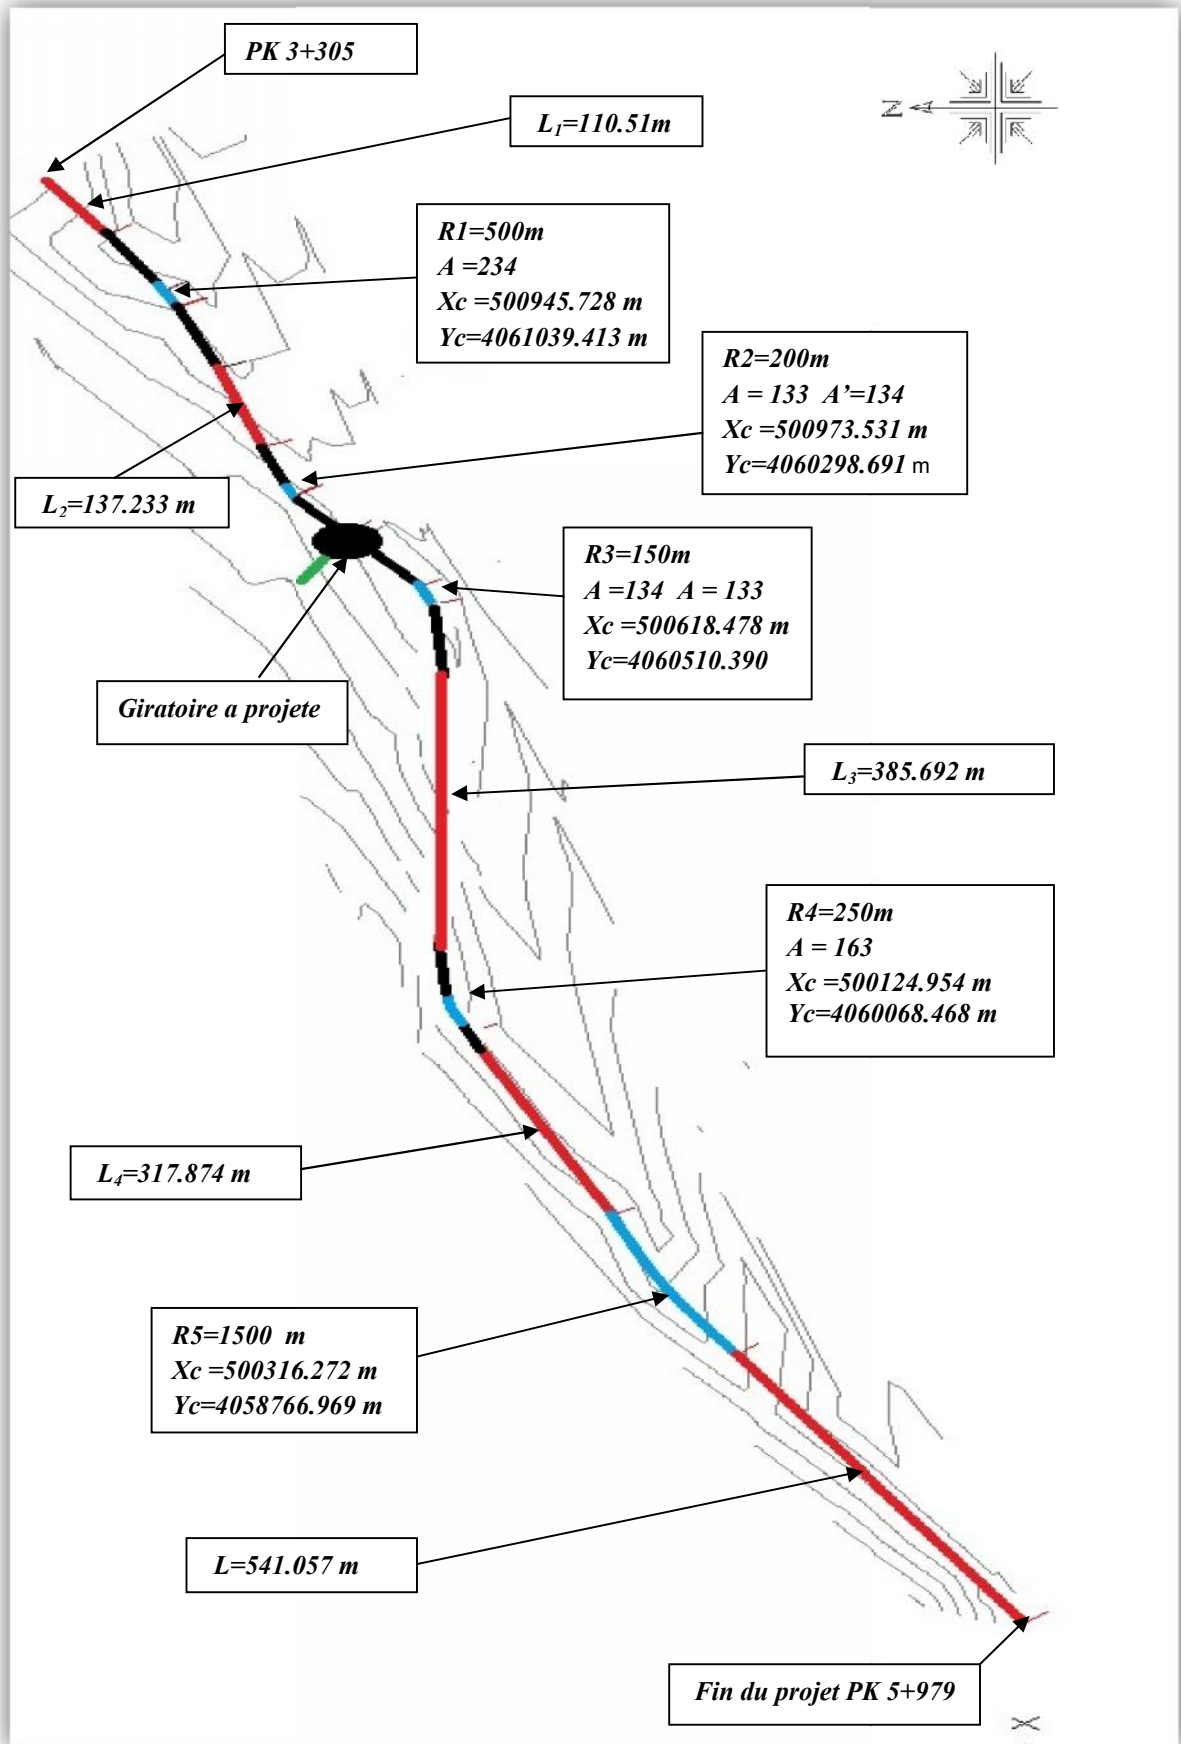 PK 3+305
L₁=110.51m
Z
R1=500m
A =234
Xc =500945.728 m
Yc=4061039.413 m
R2=200m
A = 133 A’=134
Xc =500973.531 m
Yc=4060298.691 m
L₂=137.233 m
R3=150m
A =134 A = 133
Xc =500618.478 m
Yc=4060510.390
Giratoire a projete
L₃=385.692 m
R4=250m
A = 163
Xc =500124.954 m
Yc=4060068.468 m
L₄=317.874 m
R5=1500 m
Xc =500316.272 m
Yc=4058766.969 m
L=541.057 m
Fin du projet PK 5+979